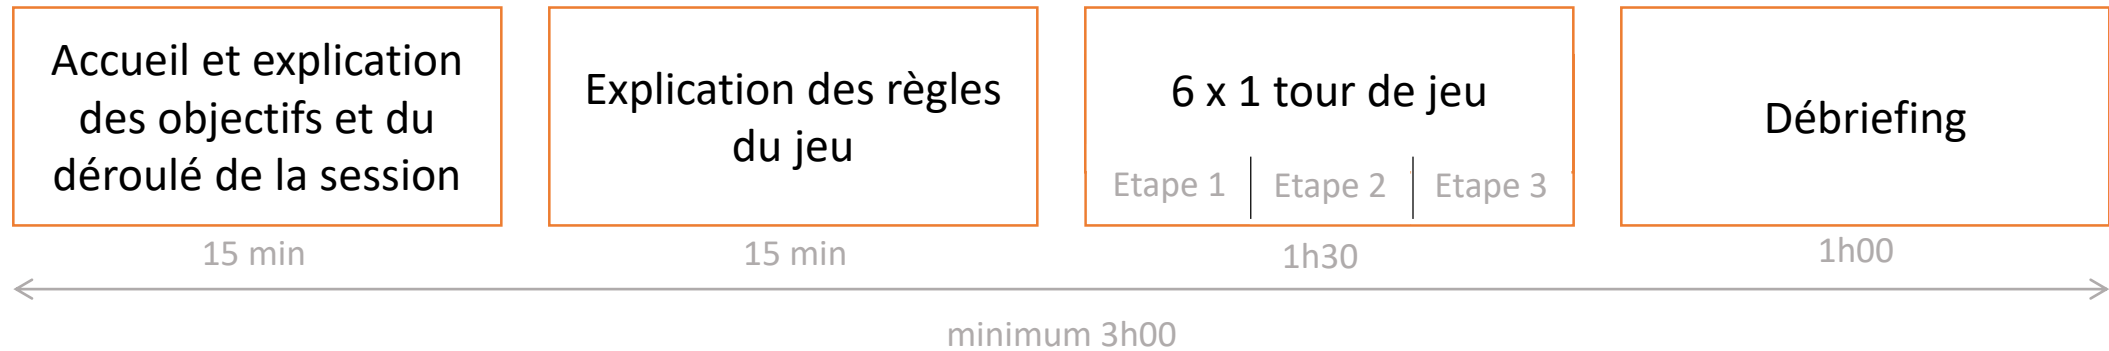 Accueil et explication
des objectifs et du
déroulé de la session
15 min
Explication des règles
du jeu
15 min
6 x 1 tour de jeu
Etape 1
Etape 2
Etape 3
1h30
Débriefing
1h00
minimum 3h00